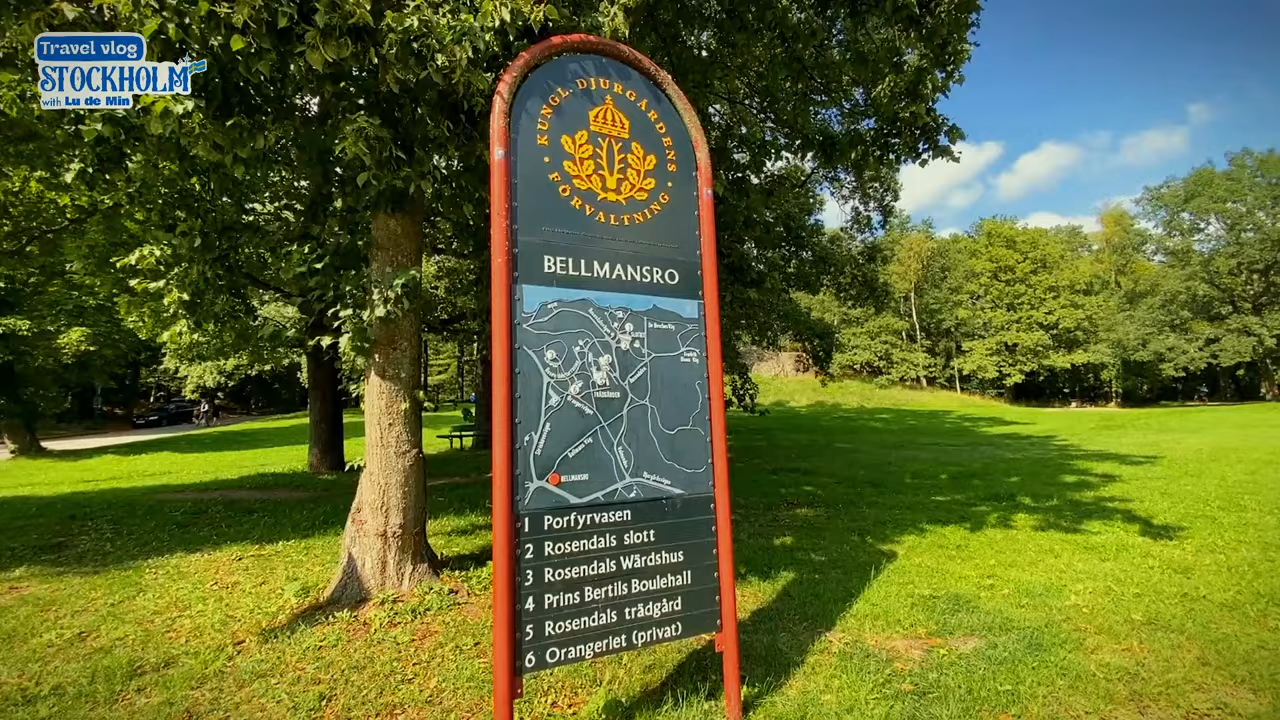 Travel vlog
STOCKHOLM
with Lu de Min
KUNGL. DJURGÅRDENS
FÖRVALTNING
BELLMANSRO
TRÄDGÅRDEN
BELLMANSRO
1 Porfyrvasen
2 Rosendals slott
3 Rosendals Wärdshus
4 Prins Bertils Boulehall
5 Rosendals trädgård
6 Orangeriet (privat)